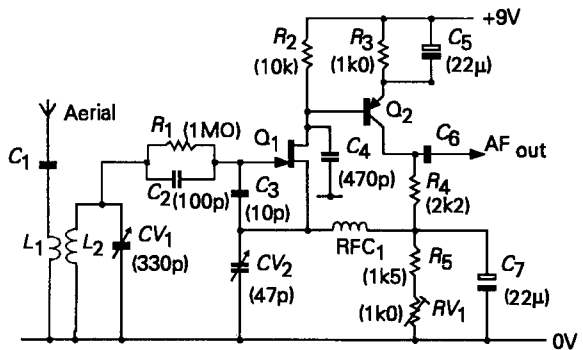 +9V
R2
(10k)
R3
(1k0)
C5
(22μ)
Aerial
R1 (1MO)
Q1
Q2
C6
AF out
C1
C2 (100p)
C3
(10p)
C4
(470p)
R4
(2k2)
L1
L2
CV1
(330p)
CV2
(47p)
RFC1
R5
(1k5)
C7
(22μ)
(1k0)
RV1
0V